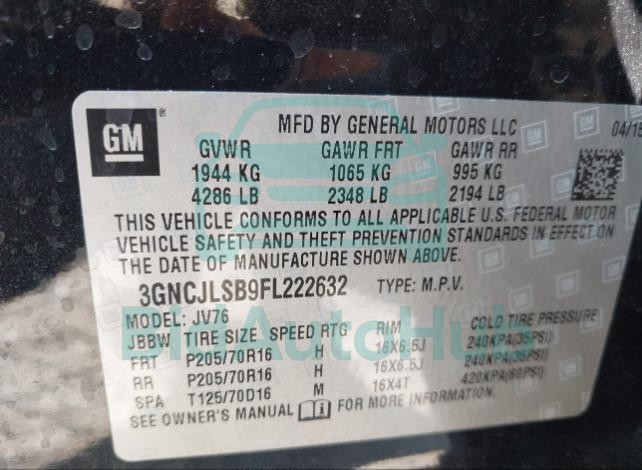 GM
MFD BY GENERAL MOTORS LLC 04/15
GVWR GAWR FRT GAWR RR
1944 KG 1065 KG 995 KG
4286 LB 2348 LB 2194 LB
THIS VEHICLE CONFORMS TO ALL APPLICABLE U.S. FEDERAL MOTOR
VEHICLE SAFETY AND THEFT PREVENTION STANDARDS IN EFFECT ON
THE DATE OF MANUFACTURE SHOWN ABOVE.
3GNCJLSB9FL222632 TYPE: M.P.V.
MODEL: JV76
JBBW TIRE SIZE SPEED RTG RIM COLD TIRE PRESSURE
FRT P205/70R16 H 16X6.5J 240KPA(35PSI)
RR P205/70R16 H 16X6.5J 240KPA(35PSI)
SPA T125/70D16 M 16X4T 420KPA(60PSI)
SEE OWNER'S MANUAL FOR MORE INFORMATION.
BidAutoHub